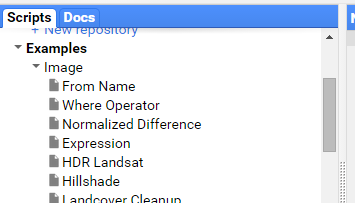 Scripts Docs
+ New repository
Examples
Image
From Name
Where Operator
Normalized Difference
Expression
HDR Landsat
Hillshade
Landcover Cleanup